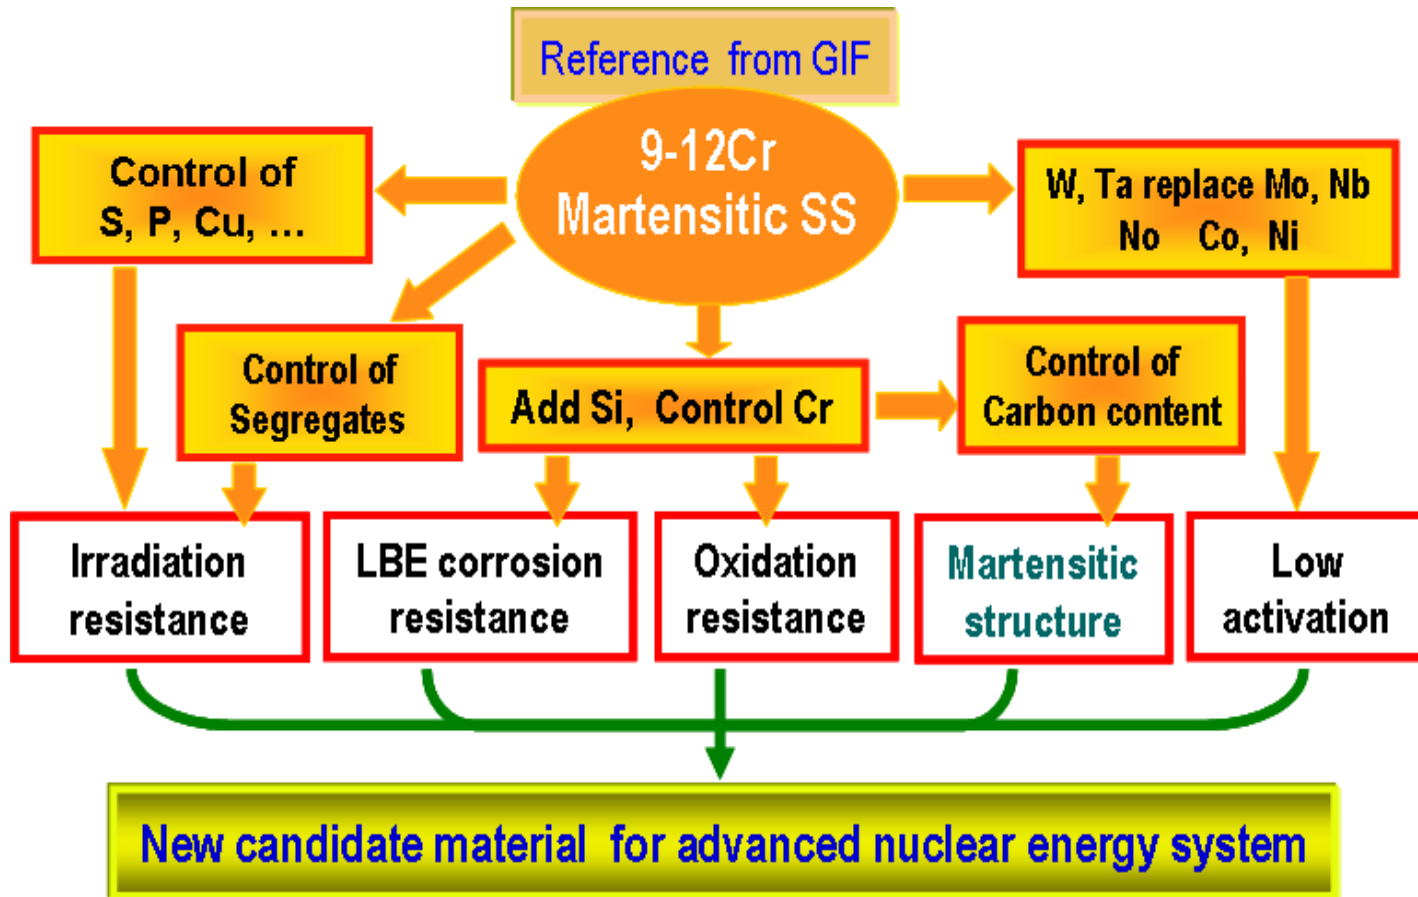 Reference from GIF
9-12Cr
Martensitic SS
Control of
S, P, Cu, ...
W, Ta replace Mo, Nb
No Co, Ni
Control of
Segregates
Add Si, Control Cr
Control of
Carbon content
Irradiation
resistance
LBE corrosion
resistance
Oxidation
resistance
Martensitic
structure
Low
activation
New candidate material for advanced nuclear energy system